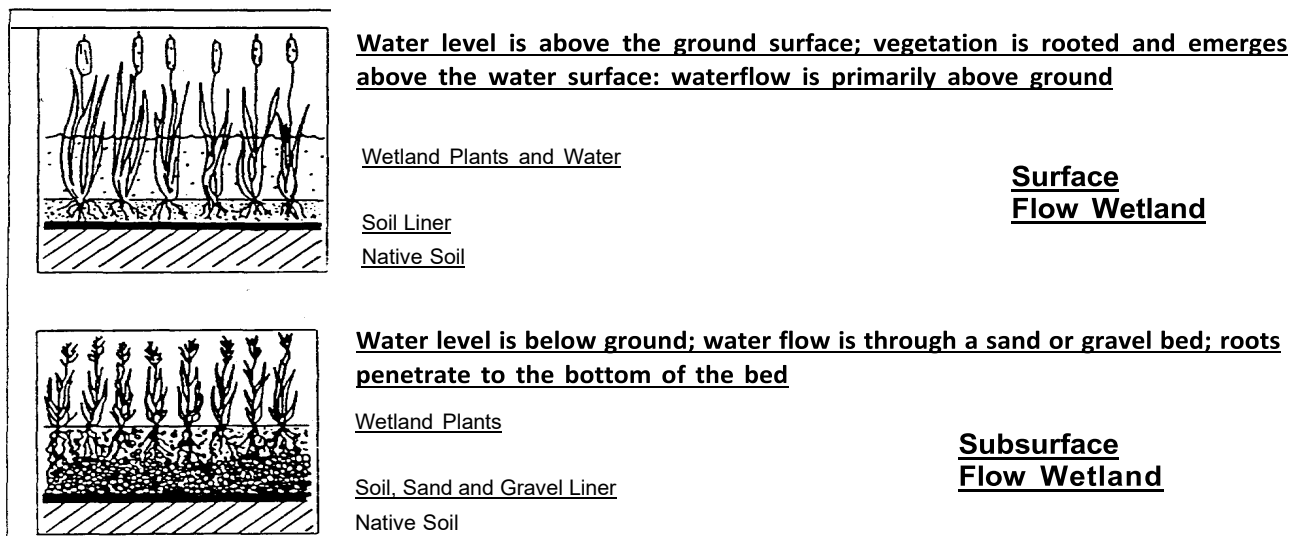 Water level is above the ground surface; vegetation is rooted and emerges
above the water surface: waterflow is primarily above ground
Wetland Plants and Water
Surface
Flow Wetland
Soil Liner
Native Soil
Water level is below ground; water flow is through a sand or gravel bed; roots
penetrate to the bottom of the bed
Wetland Plants
Subsurface
Flow Wetland
Soil, Sand and Gravel Liner
Native Soil